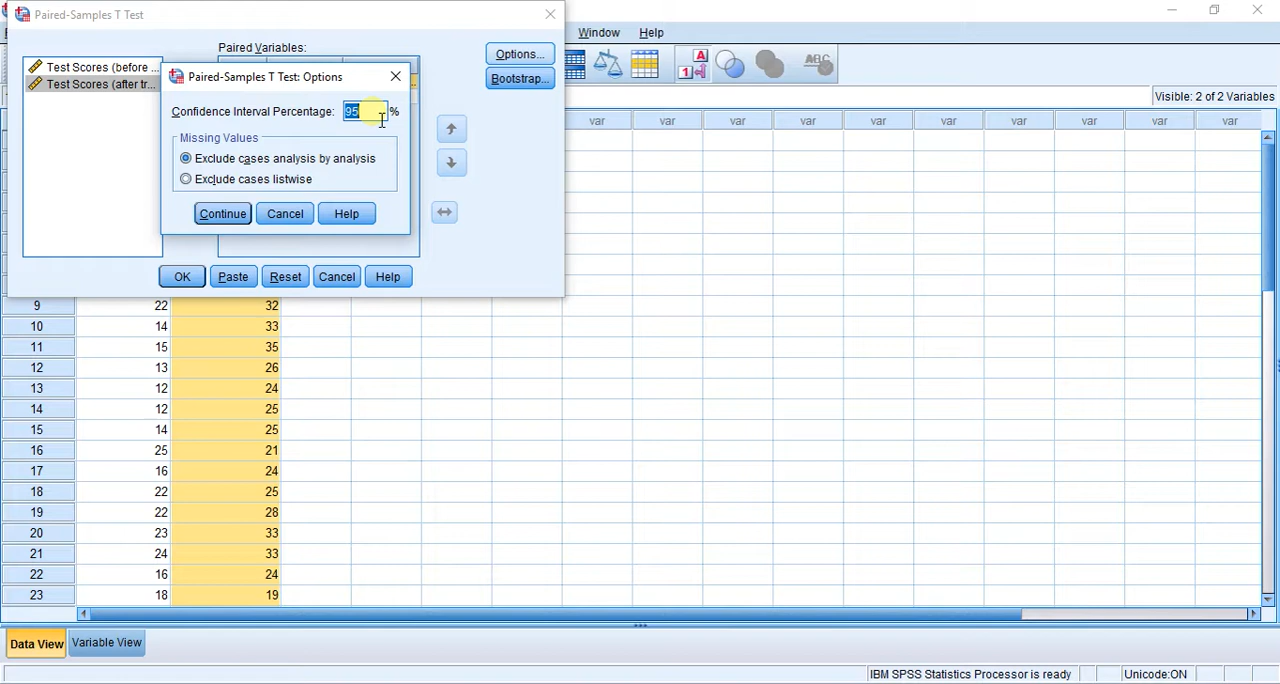 Paired-Samples T Test
Window Help
Paired Variables:
Options...
Test Scores (before ...
Test Scores (after tr...
Paired-Samples T Test: Options
Bootstrap...
Confidence Interval Percentage: 95 %
Visible: 2 of 2 Variables
var var var var var var var var var var
Missing Values
Exclude cases analysis by analysis
Exclude cases listwise
Continue Cancel Help
OK Paste Reset Cancel Help
9 22 32
10 14 33
11 15 35
12 13 26
13 12 24
14 12 25
15 14 25
16 25 21
17 16 24
18 22 25
19 22 28
20 23 33
21 24 33
22 16 24
23 18 19
Data View Variable View
IBM SPSS Statistics Processor is ready Unicode:ON